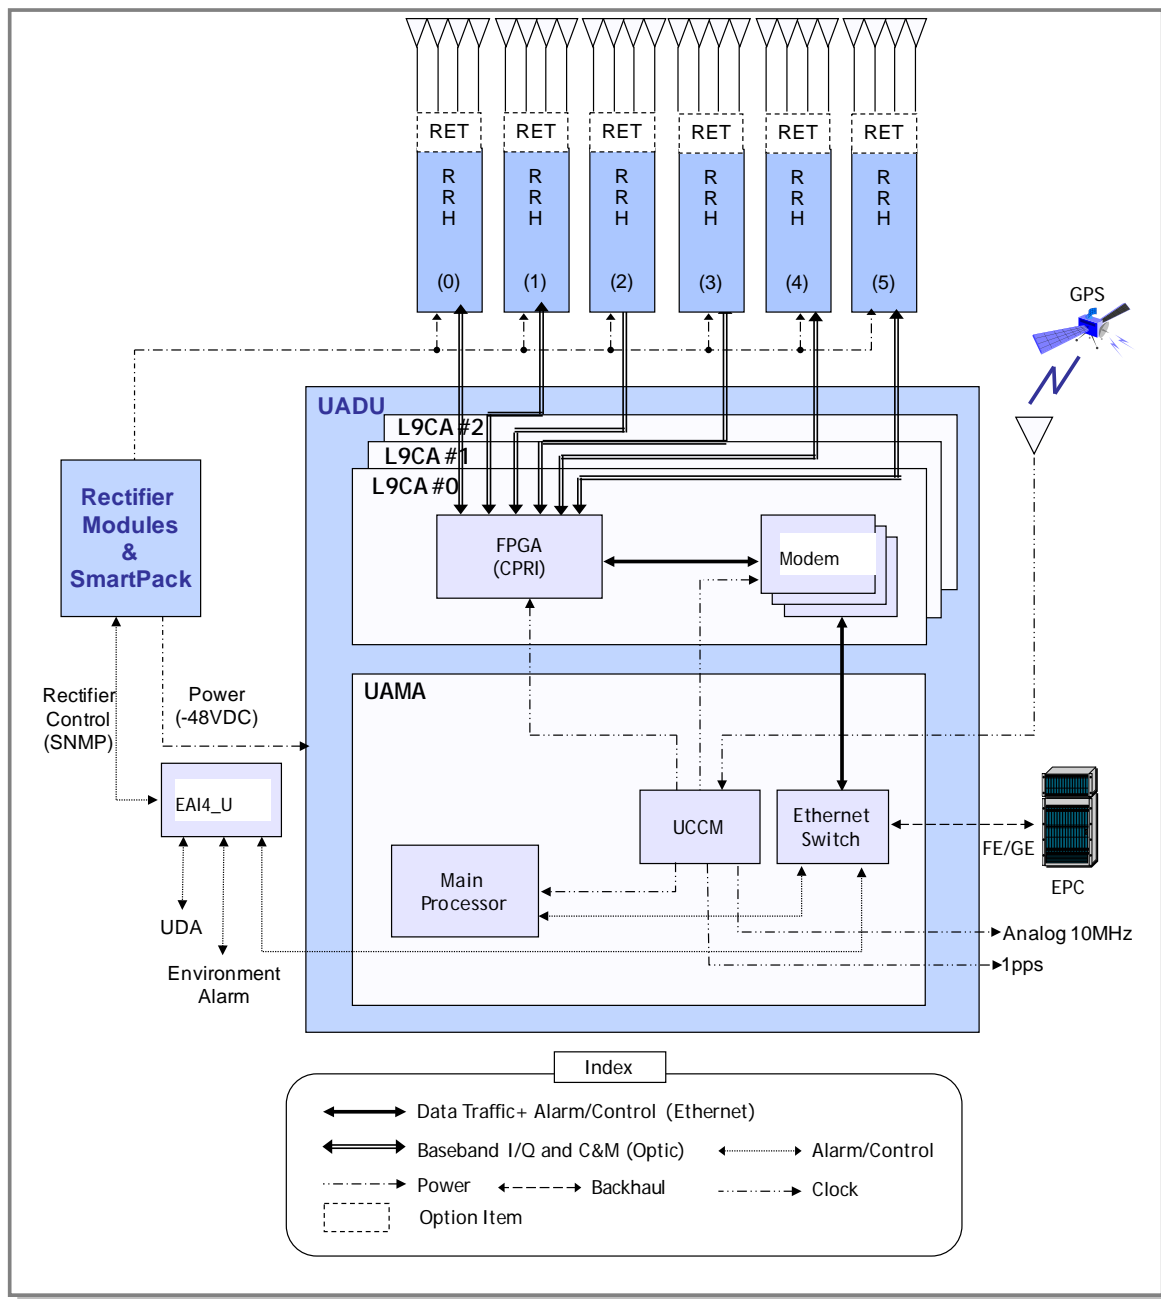 RET RET RET RET RET RET
R R R R R R
R R R R R R
H H H H H H
(0) (1) (2) (3) (4) (5)
GPS
UADU
L9CA #2
L9CA #1
L9CA #0
Rectifier
Modules
&
SmartPack
FPGA
(CPRI)
Modem
Rectifier
Control
(SNMP)
Power
(-48VDC)
UAMA
EAI4_U
UCCM
Ethernet
Switch
FE/GE
EPC
Main
Processor
UDA
Environment
Alarm
Analog 10MHz
1pps
Index
Data Traffic+ Alarm/Control (Ethernet)
Baseband I/Q and C&M (Optic)
Alarm/Control
Power
Backhaul
Clock
Option Item